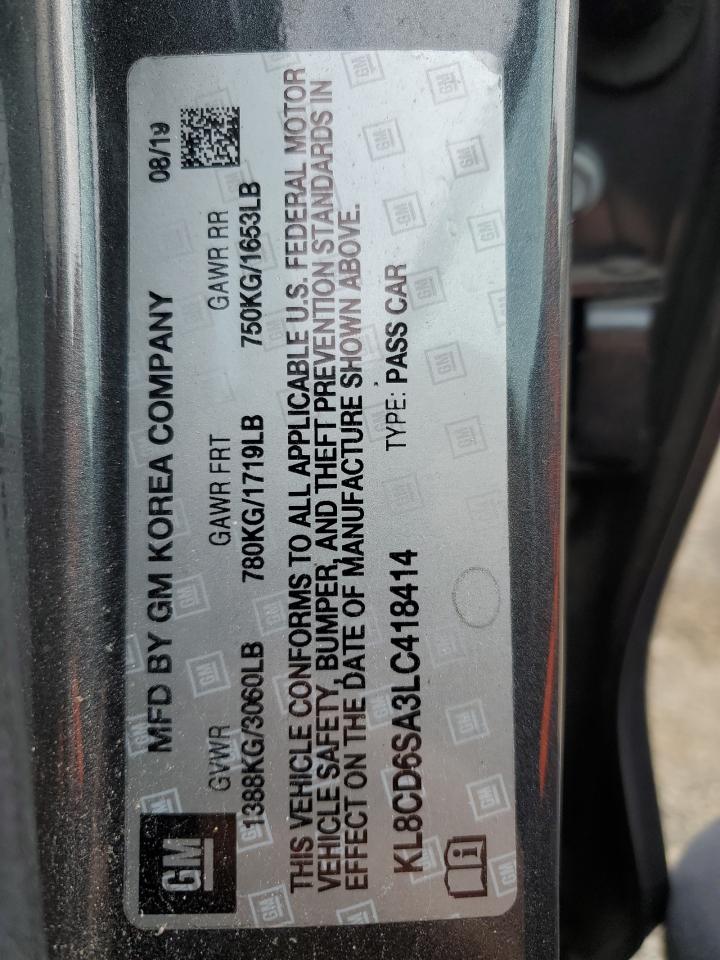 GM
MFD BY GM KOREA COMPANY 08/19
GVWR GAWR FRT GAWR RR
1388KG/3060LB 780KG/1719LB 750KG/1653LB
THIS VEHICLE CONFORMS TO ALL APPLICABLE U.S. FEDERAL MOTOR
VEHICLE SAFETY, BUMPER, AND THEFT PREVENTION STANDARDS IN
EFFECT ON THE DATE OF MANUFACTURE SHOWN ABOVE.
KL8CD6SA3LC418414 TYPE: PASS CAR